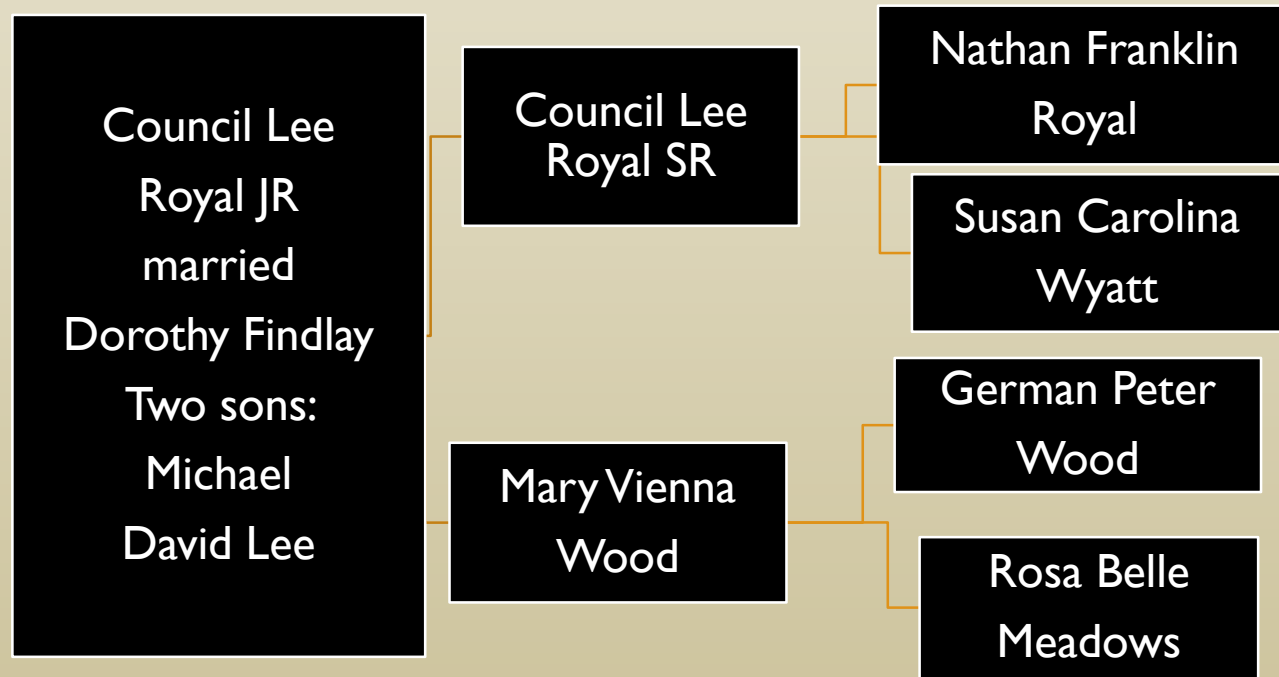 Council Lee
Royal JR
married
Dorothy Findlay
Two sons:
Michael
David Lee
Council Lee
Royal SR
Nathan Franklin
Royal
Susan Carolina
Wyatt
Mary Vienna
Wood
German Peter
Wood
Rosa Belle
Meadows